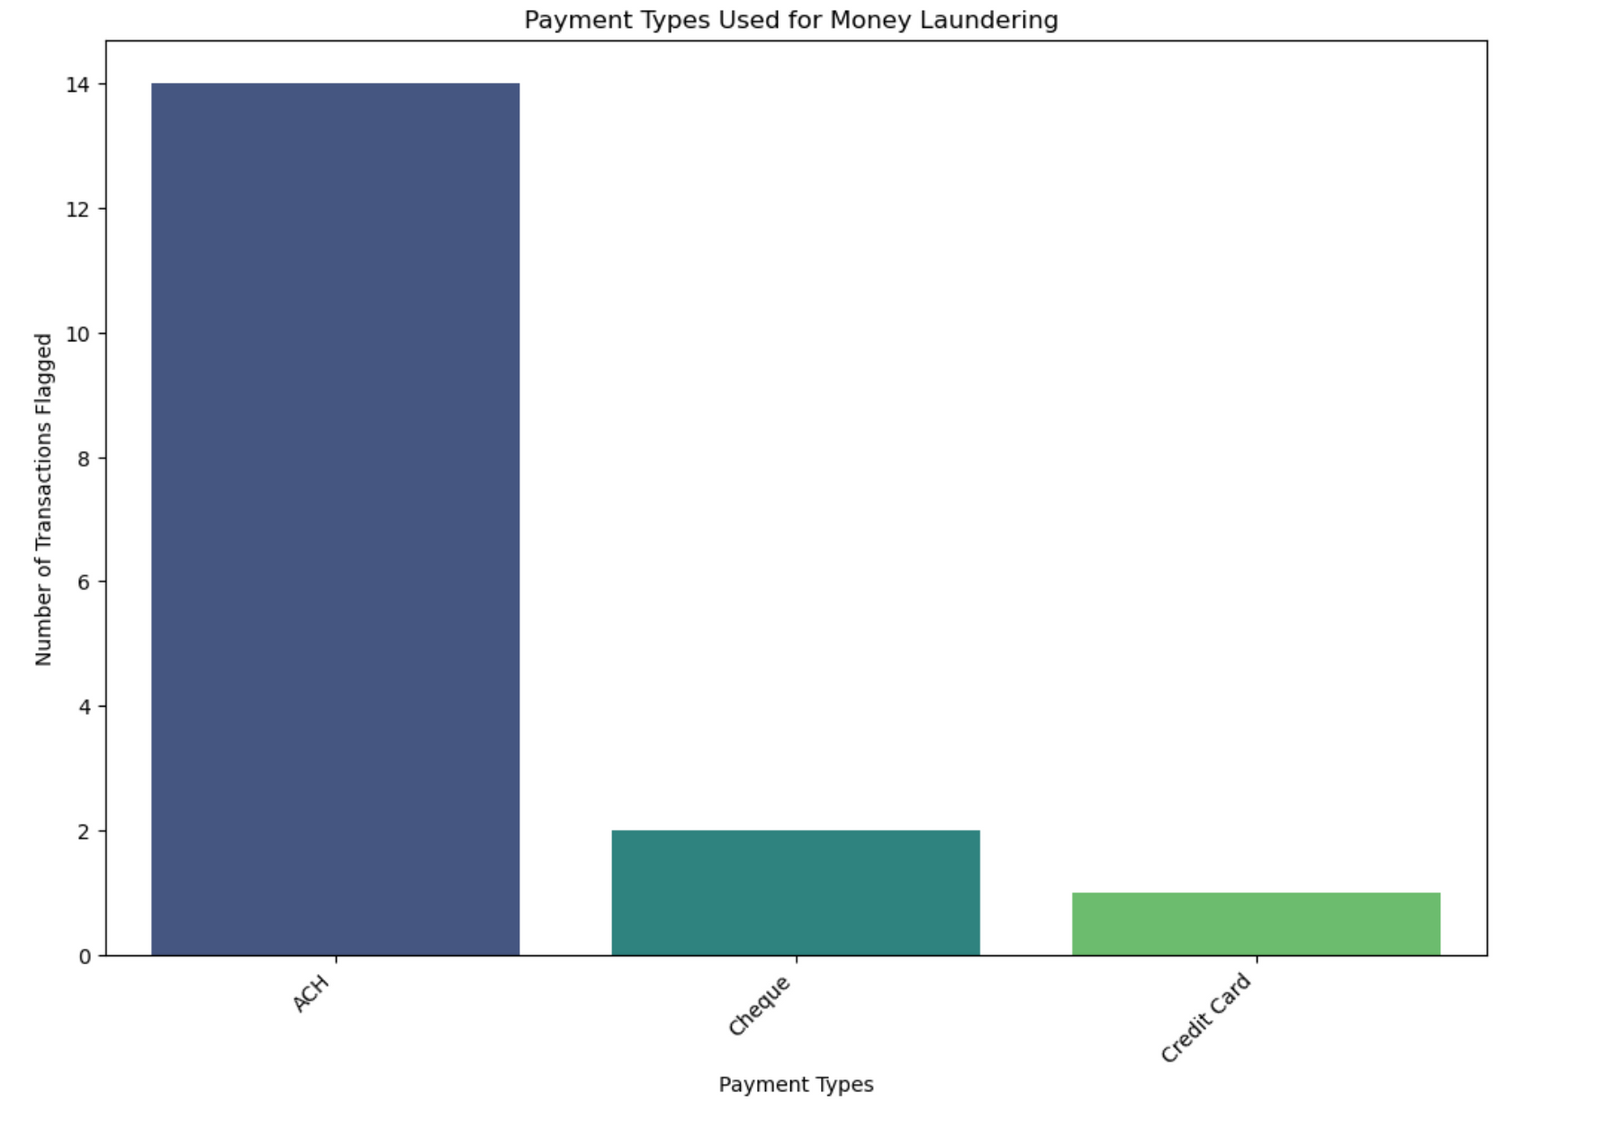 Payment Types Used for Money Laundering
Number of Transactions Flagged
14
12
10
8
6
4
2
0
ACH
Cheque
Credit Card
Payment Types